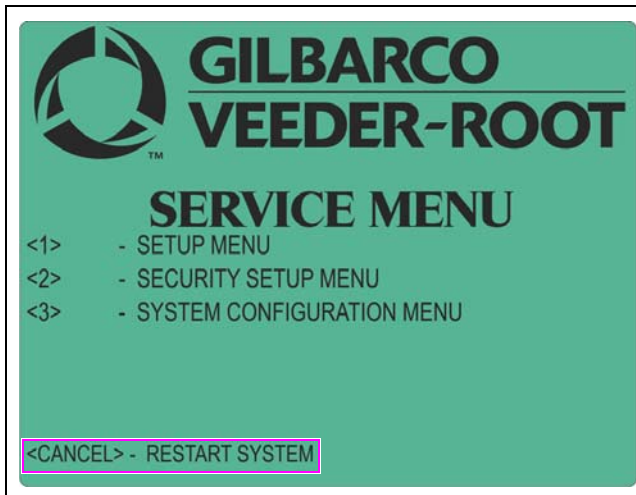 GILBARCO
VEEDER-ROOT
TM
SERVICE MENU
<1> - SETUP MENU
<2> - SECURITY SETUP MENU
<3> - SYSTEM CONFIGURATION MENU
<CANCEL> - RESTART SYSTEM